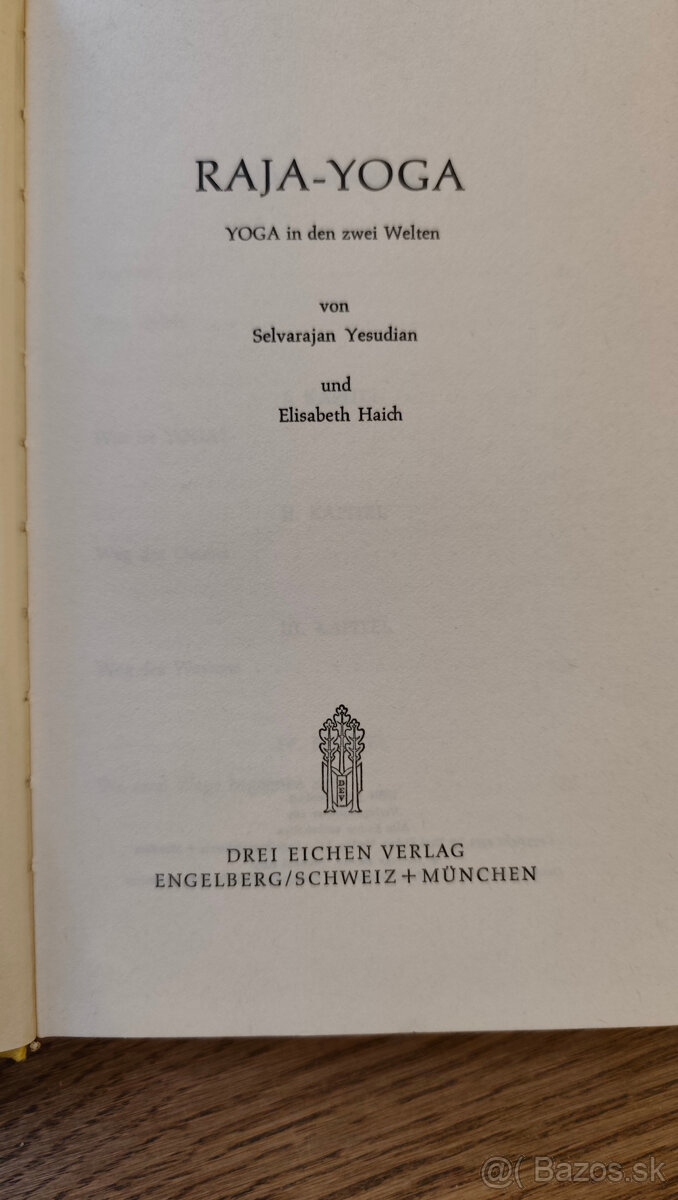 RAJA-YOGA
YOGA in den zwei Welten
von
Selvarajan Yesudian
und
Elisabeth Haich
DEV
DREI EICHEN VERLAG
ENGELBERG/SCHWEIZ+MÜNCHEN
@( Bazos.sk